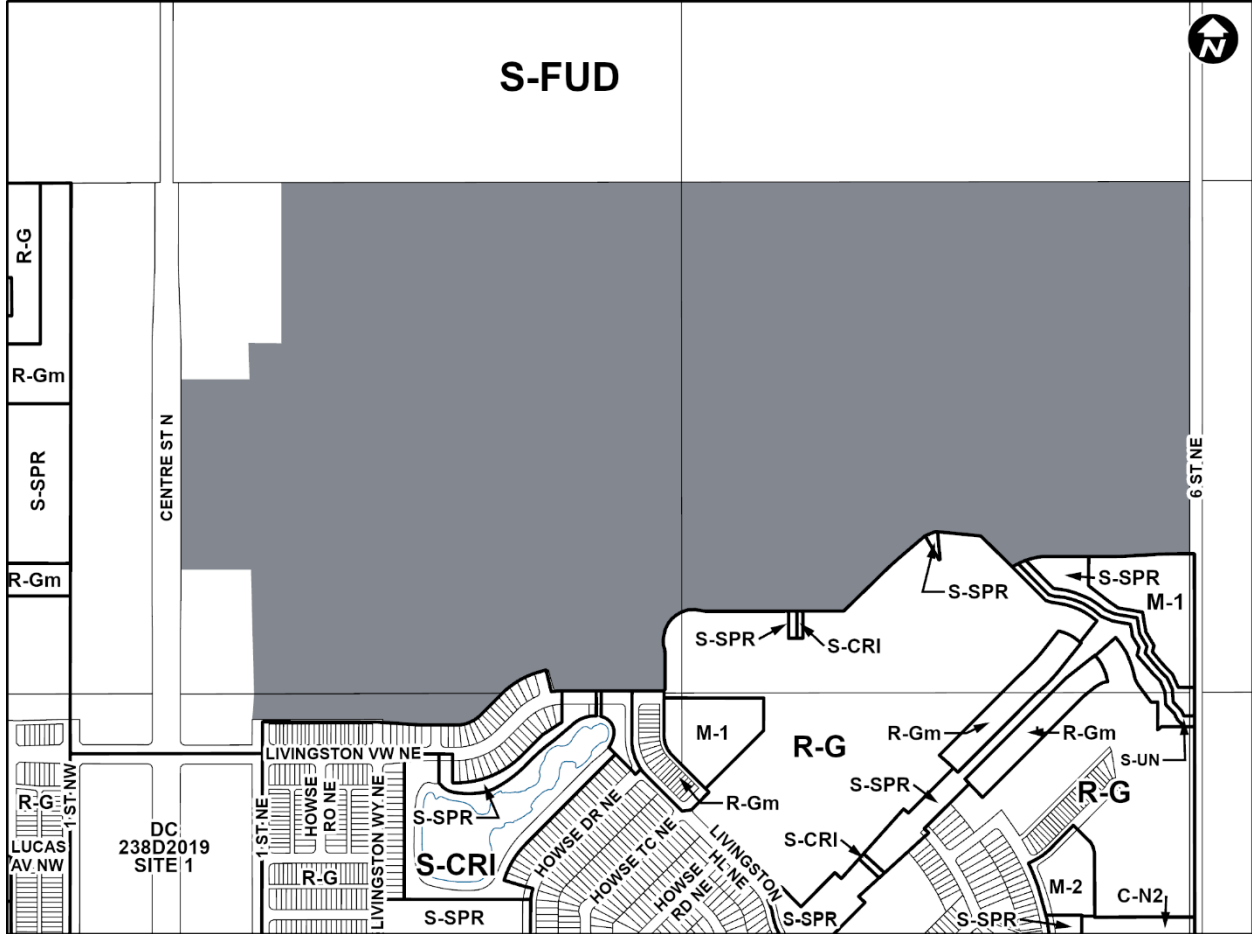 N
S-FUD
R-G
R-Gm
S-SPR
R-Gm
CENTRE ST N
6 ST NE
S-SPR
M-1
S-SPR
S-SPR
S-CRI
M-1
R-G
R-Gm
R-Gm
S-UN
R-G
S-SPR
R-Gm
LIVINGSTON VW NE
S-SPR
S-CRI
R-G
LUCAS
AV NW
1 ST NW
DC
238D2019
SITE 1
1 ST NE
HOWSE
RO NE
R-G
LIVINGSTON WY NE
S-CRI
S-SPR
HOWSE DR NE
HOWSE TC NE
HOWSE
RD NE
LIVINGSTON
HL NE
S-SPR
M-2
C-N2
S-SPR